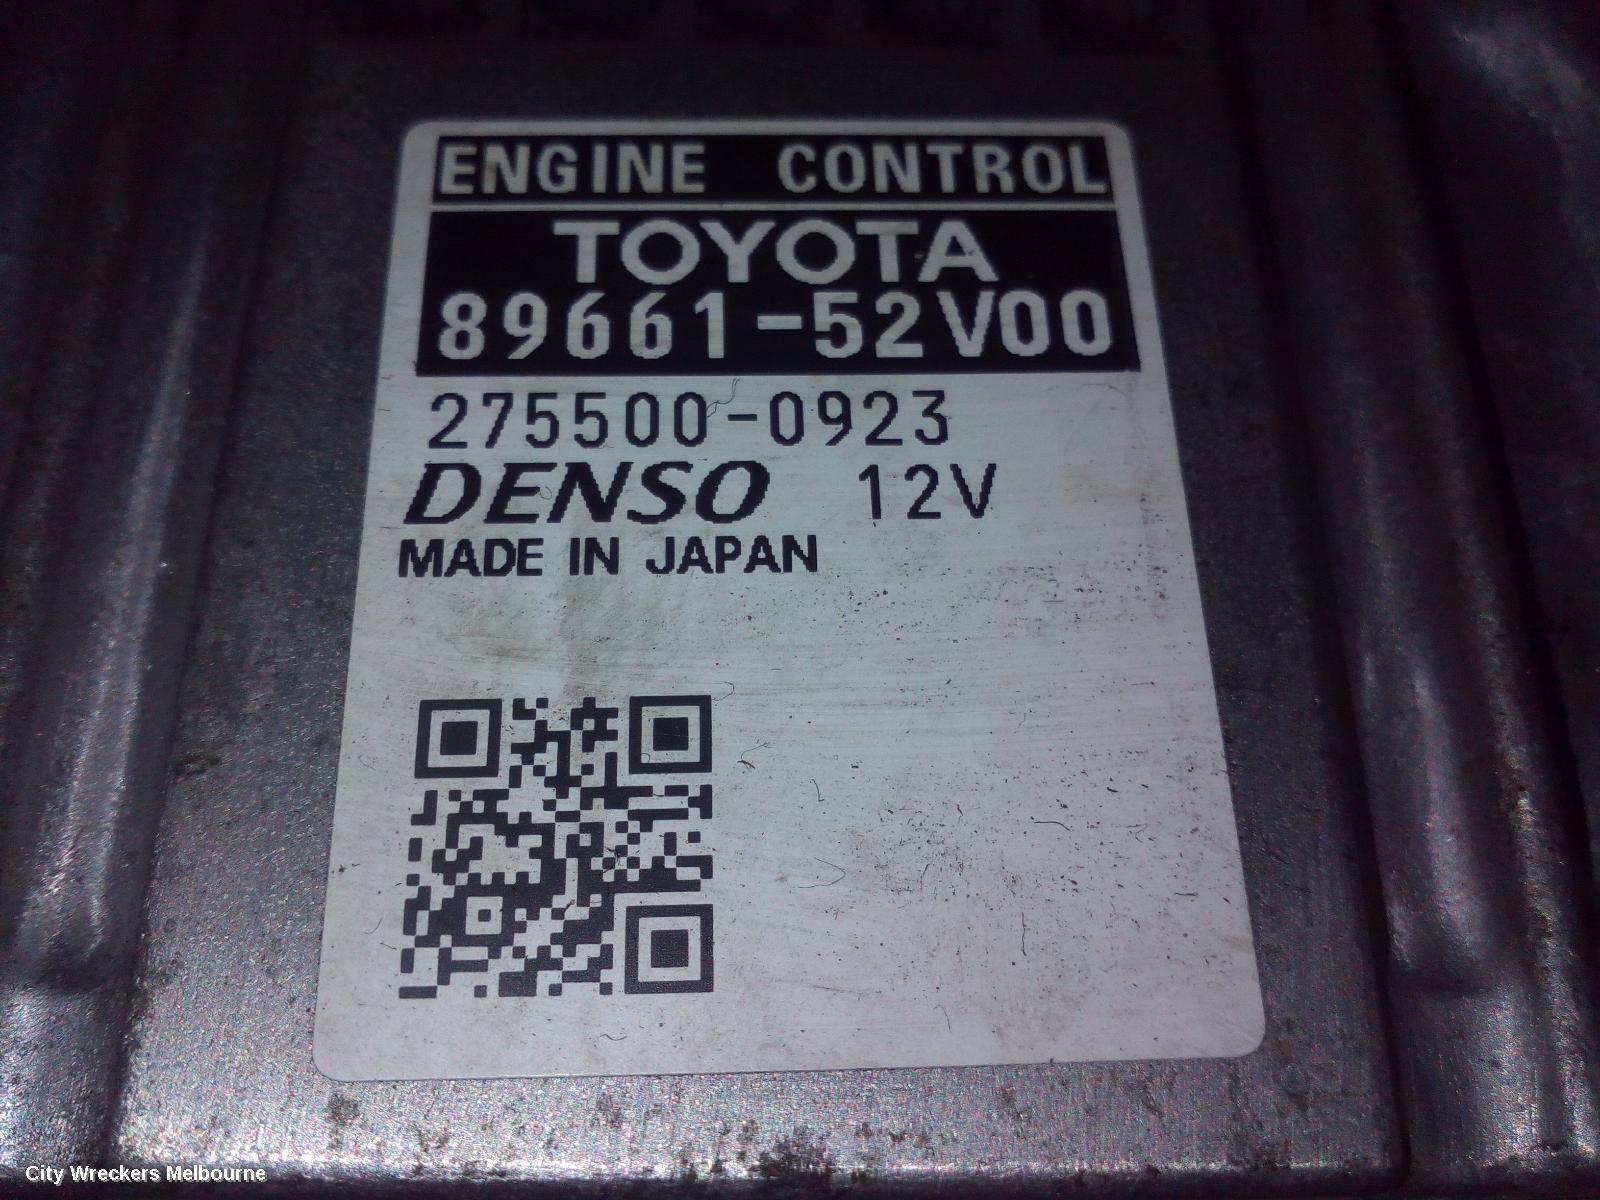 ENGINE CONTROL
TOYOTA
89661-52V00
275500-0923
DENSO 12V
MADE IN JAPAN
City Wreckers Melbourne